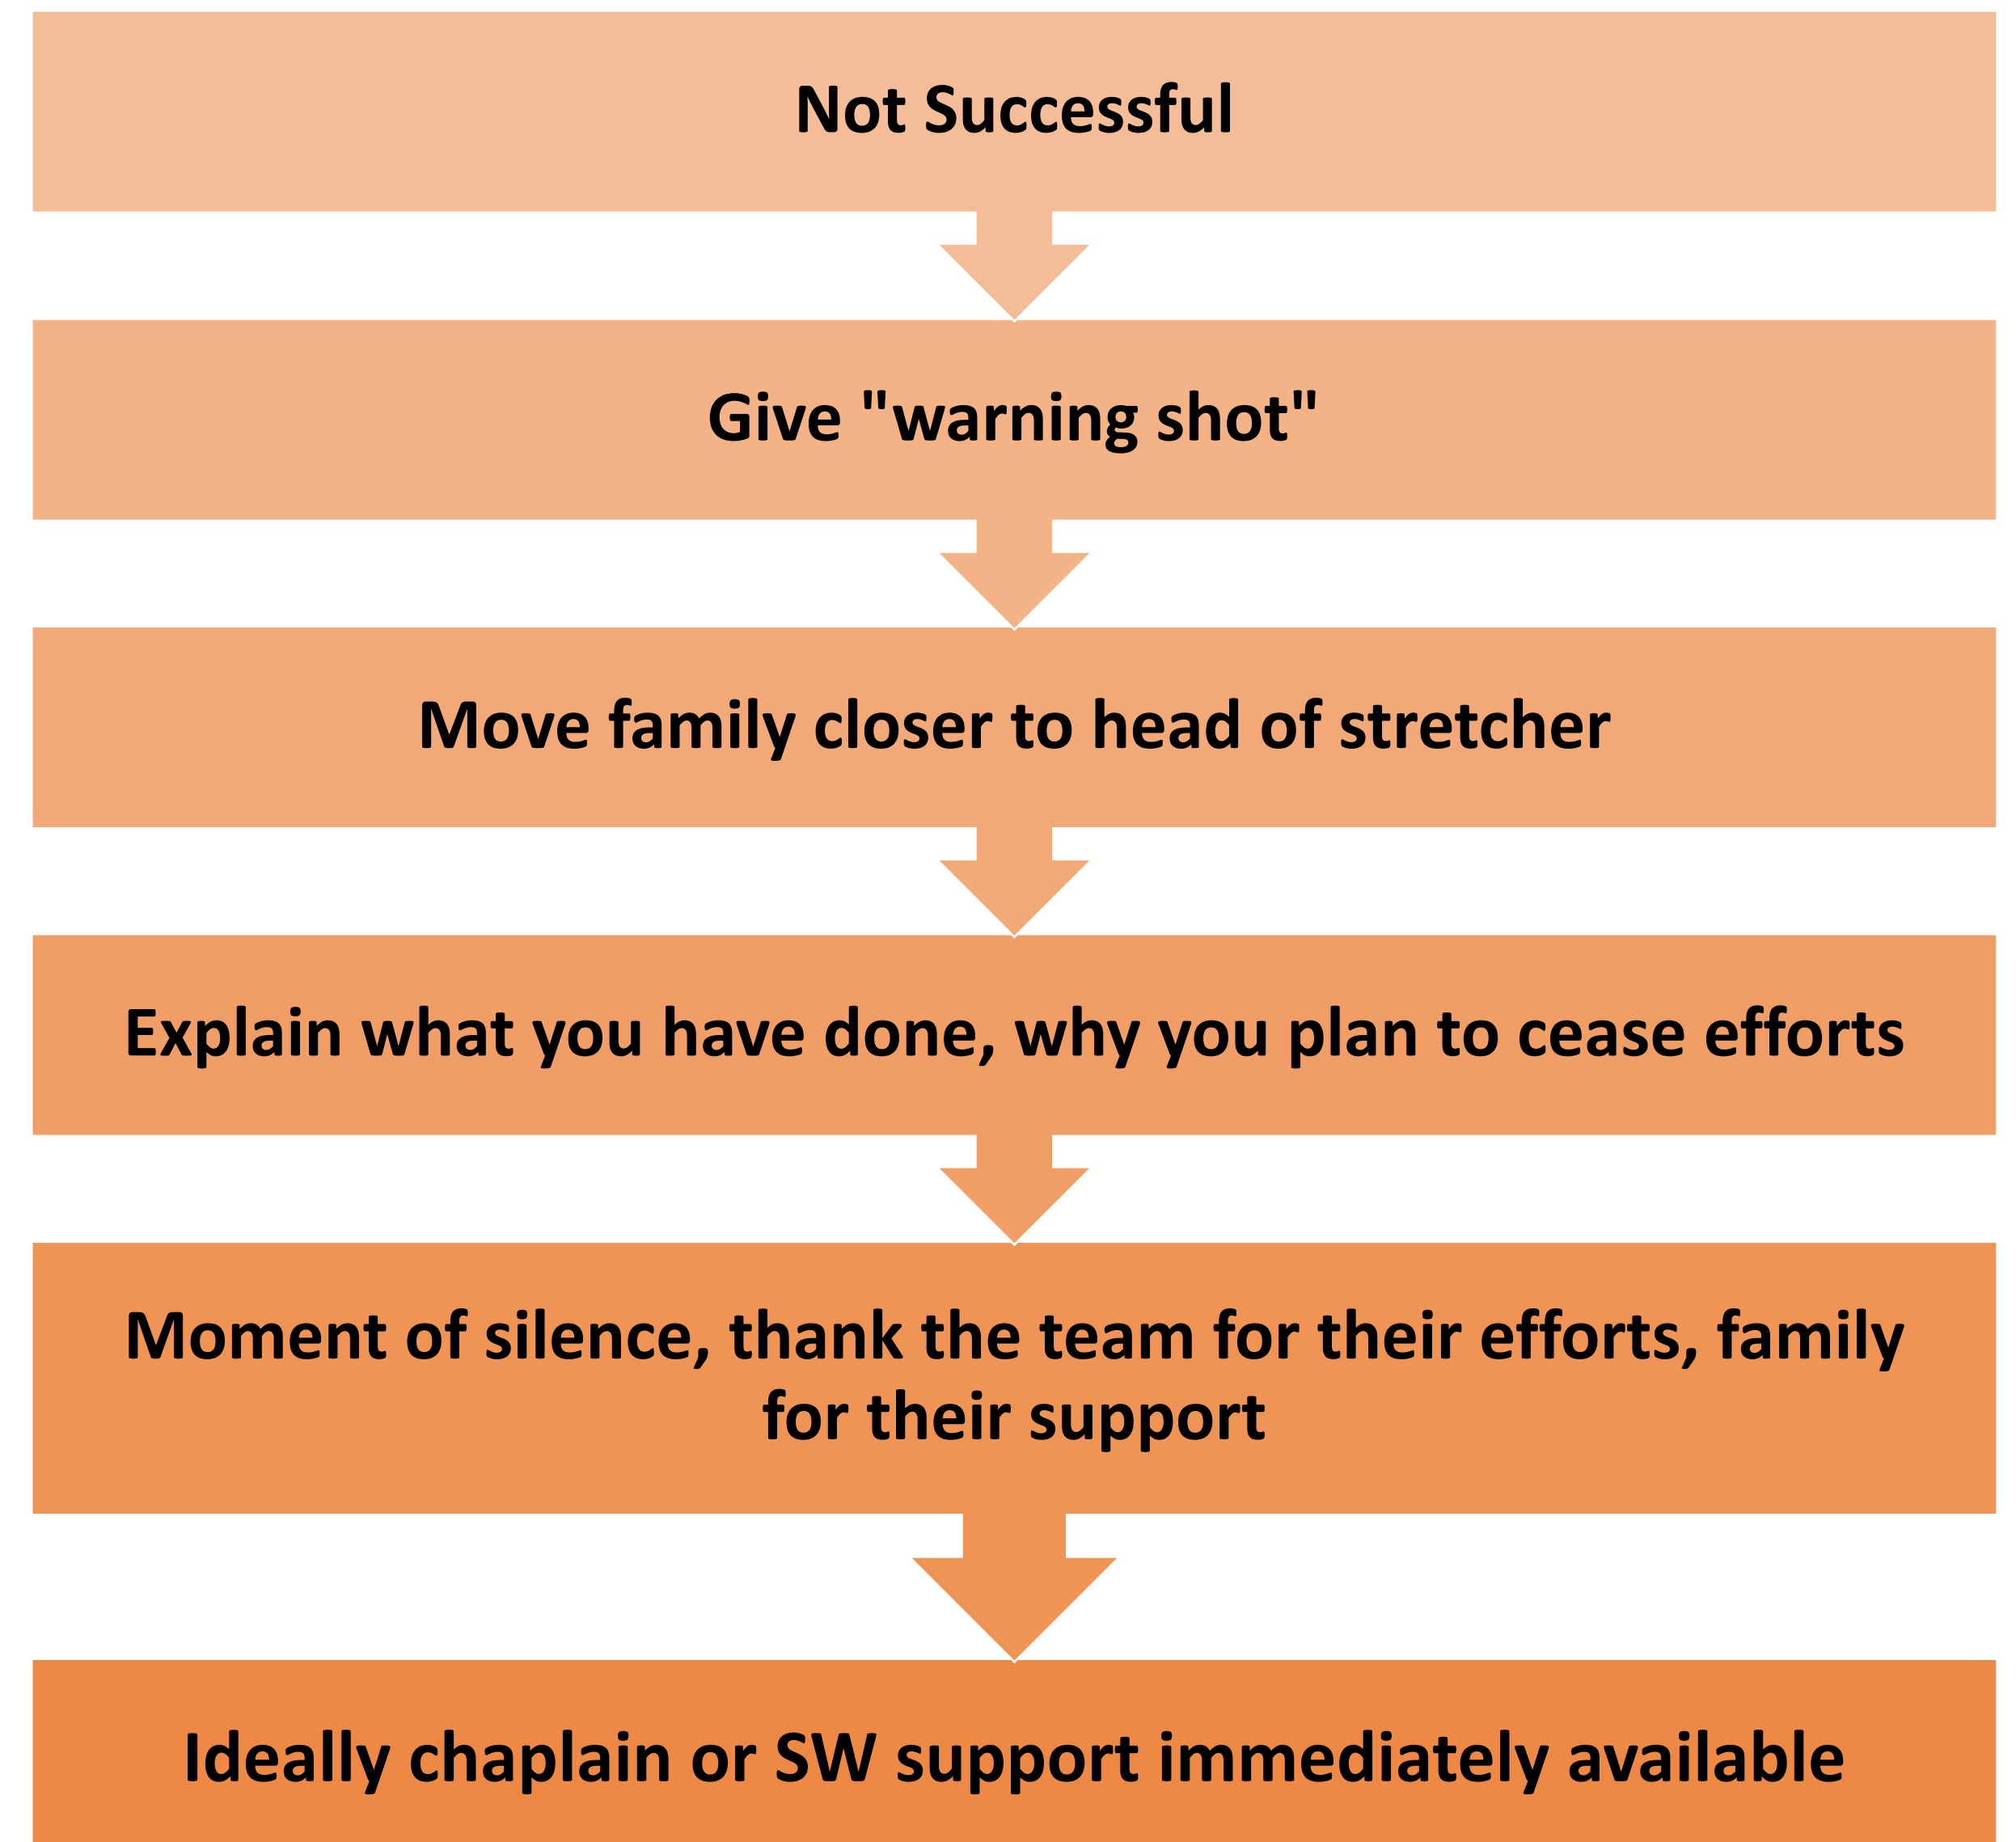 Not Successful
Give "warning shot"
Move family closer to head of stretcher
Explain what you have done, why you plan to cease efforts
Moment of silence, thank the team for their efforts, family
for their support
Ideally chaplain or SW support immediately available